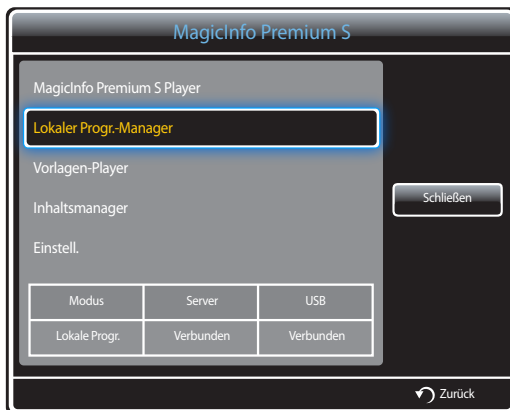 MagicInfo Premium S
MagicInfo Premium S Player
Lokaler Progr.-Manager
Vorlagen-Player
Inhaltsmanager
Einstell.
Schließen
Modus Server USB
Lokale Progr. Verbunden Verbunden
Zurück